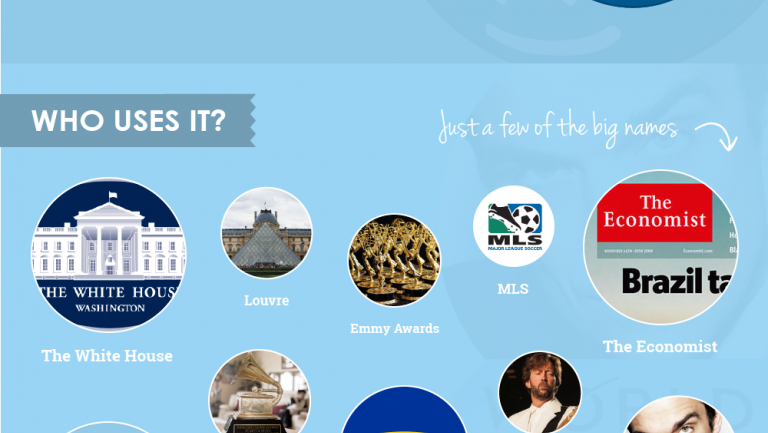 WHO USES IT?
Just a few of the big names
The
Economist
Brazil ta
THE WHITE HOUS
WASHINGTON
MLS
MAJOR LEAGUE SOCCER
Louvre
MLS
Emmy Awards
The White House
The Economist